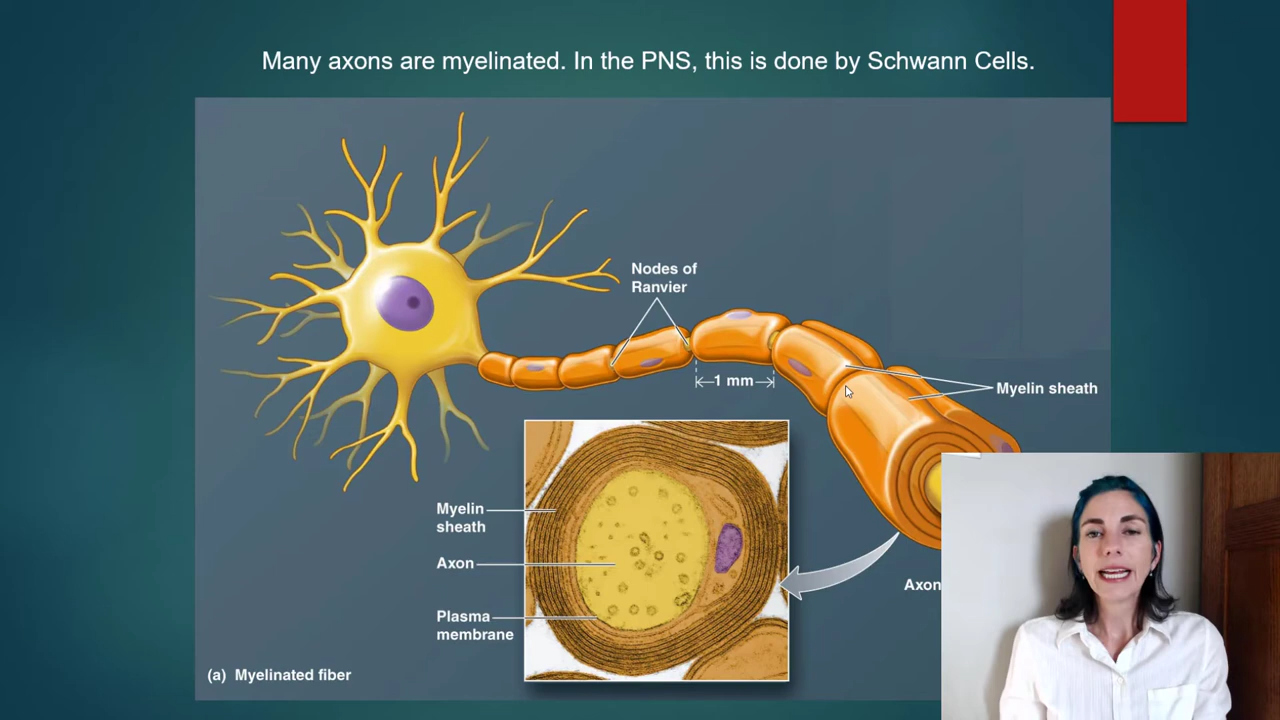 Many axons are myelinated. In the PNS, this is done by Schwann Cells.
Nodes of
Ranvier
1 mm
Myelin sheath
Myelin
sheath
Axon
Plasma
membrane
Axon
(a) Myelinated fiber